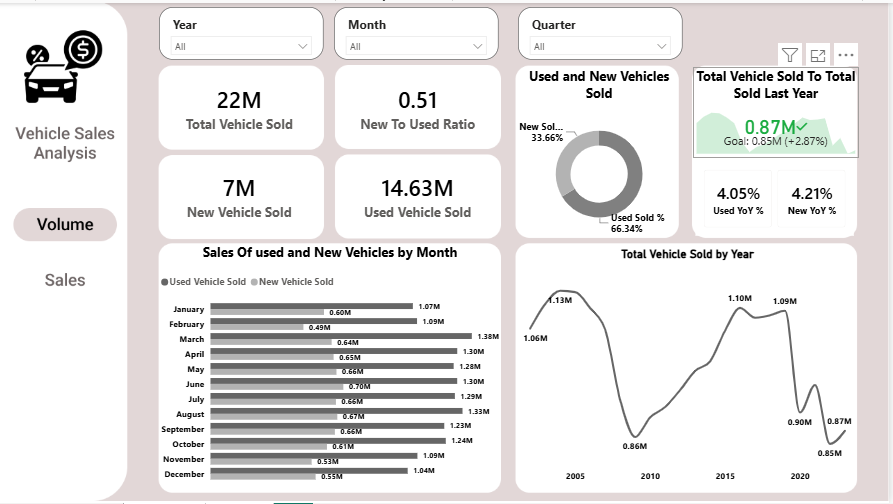 Year
All
Month
All
Quarter
All
%
$
Vehicle Sales
Analysis
Volume
Sales
22M
Total Vehicle Sold
0.51
New To Used Ratio
7M
New Vehicle Sold
14.63M
Used Vehicle Sold
Used and New Vehicles
Sold
New Sol...
33.66%
Used Sold %
66.34%
Total Vehicle Sold To Total
Sold Last Year
0.87M✓
Goal: 0.85M (+2.87%)
4.05%
Used YoY %
4.21%
New YoY %
Sales Of used and New Vehicles by Month
Used Vehicle Sold New Vehicle Sold
January 1.07M
0.60M
February 1.09M
0.49M
March 1.38M
0.64M
April 1.30M
0.65M
May 1.28M
0.66M
June 1.30M
0.70M
July 1.29M
0.66M
August 1.33M
0.67M
September 1.23M
0.66M
October 1.24M
0.61M
November 1.09M
0.53M
December 1.04M
0.55M
Total Vehicle Sold by Year
1.13M
1.10M
1.09M
1.06M
0.86M
0.90M
0.87M
0.85M
2005 2010 2015 2020